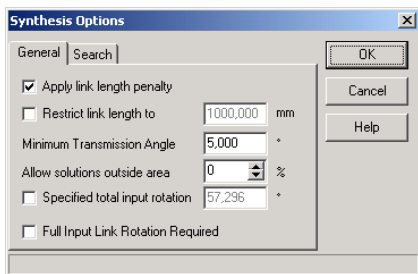 Synthesis Options
General Search
Apply link length penalty
Restrict link length to 1000,000 mm
Minimum Transmission Angle 5,000 °
Allow solutions outside area 0 %
Specified total input rotation 57,296 °
Full Input Link Rotation Required
OK
Cancel
Help